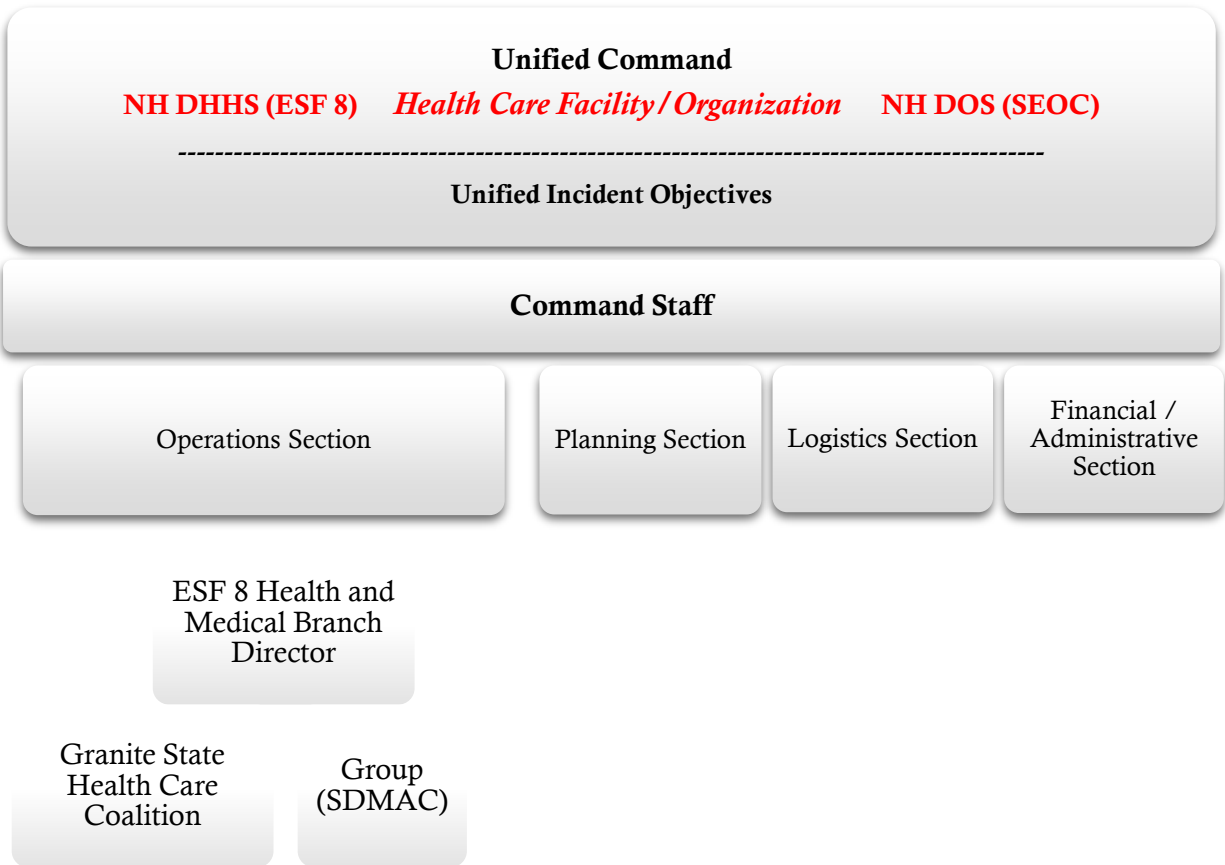 Unified Command
NH DHHS (ESF 8) Health Care Facility/Organization NH DOS (SEOC)
--------------------------------------------------------------------------------------------
Unified Incident Objectives
Command Staff
Operations Section
Planning Section
Logistics Section
Financial /
Administrative
Section
ESF 8 Health and
Medical Branch
Director
Granite State
Health Care
Coalition
Group
(SDMAC)